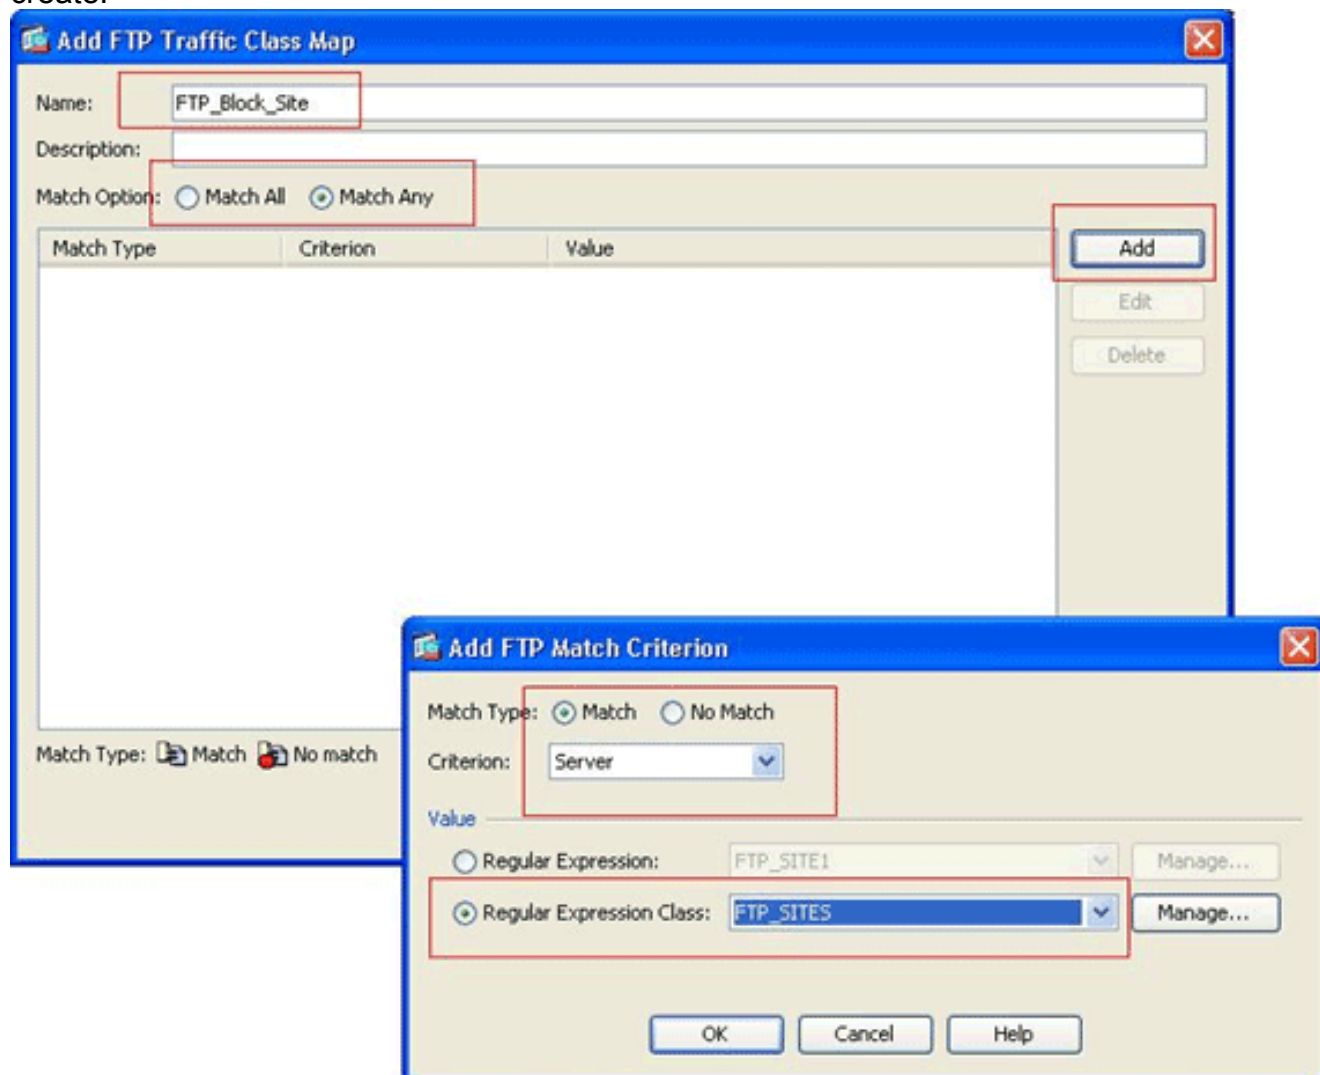 create.
Add FTP Traffic Class Map
Name: FTP_Block_Site
Description:
Match Option: Match All Match Any
Match Type Criterion Value Add
Edit
Delete
Add FTP Match Criterion
Match Type: Match No Match
Match Type: Match No match
Criterion: Server
Value
Regular Expression: FTP_SITE1 Manage...
Regular Expression Class: FTP_SITES Manage...
OK Cancel Help